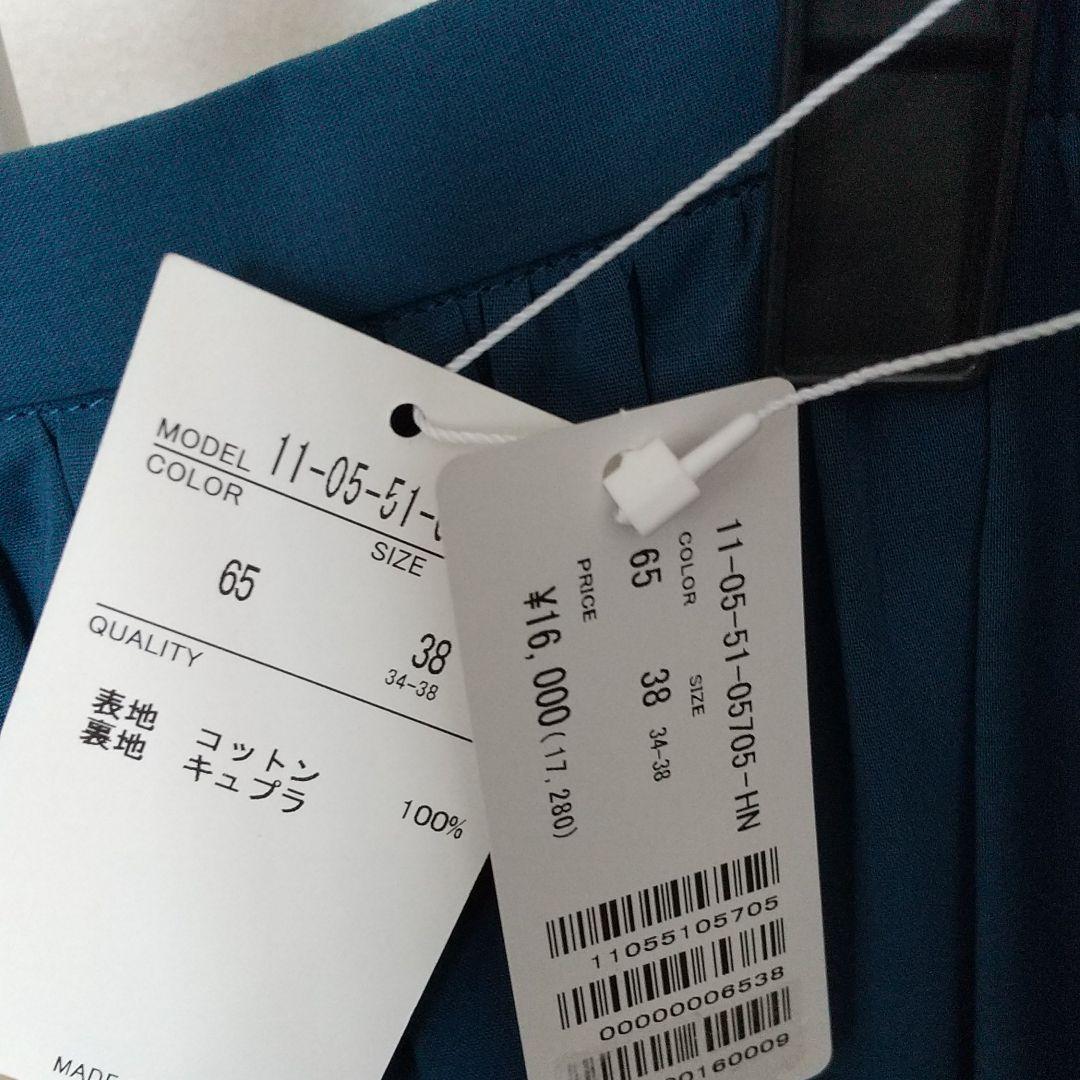 MODEL 11-05-51-
COLOR
SIZE
65
38
34-38
QUALITY
表地 コットン
裏地 キュプラ
100%
MADE
11-05-51-05705-HN
COLOR SIZE
65 38 34-38
PRICE
¥16,000(17,280)
11055105705
00000006538
00160009